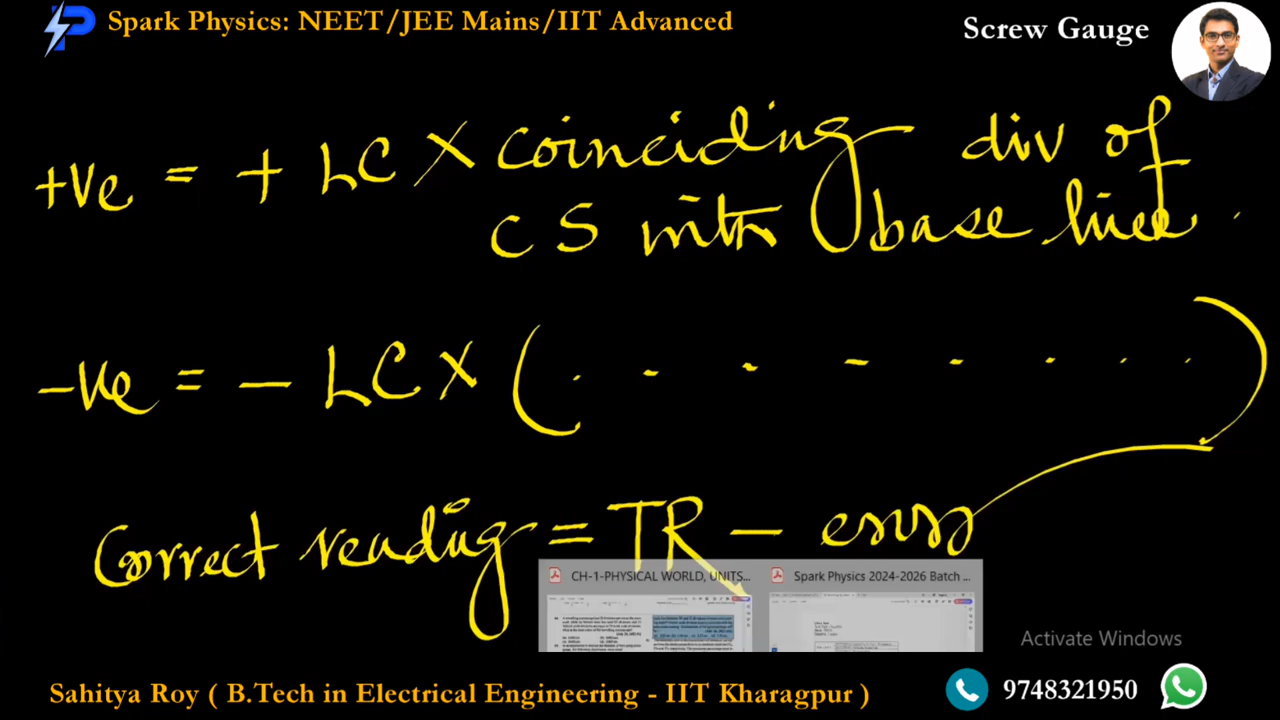 Spark Physics: NEET/JEE Mains/IIT Advanced
Screw Gauge
+ve = + LC × coinciding div of
CS with base line.
-ve = - LC × ( . - - - - - . . )
Correct reading = TR - error
CH-1-PHYSICAL WORLD, UNITS...
Spark Physics 2024-2026 Batch ...
Activate Windows
Sahitya Roy ( B.Tech in Electrical Engineering - IIT Kharagpur )
9748321950